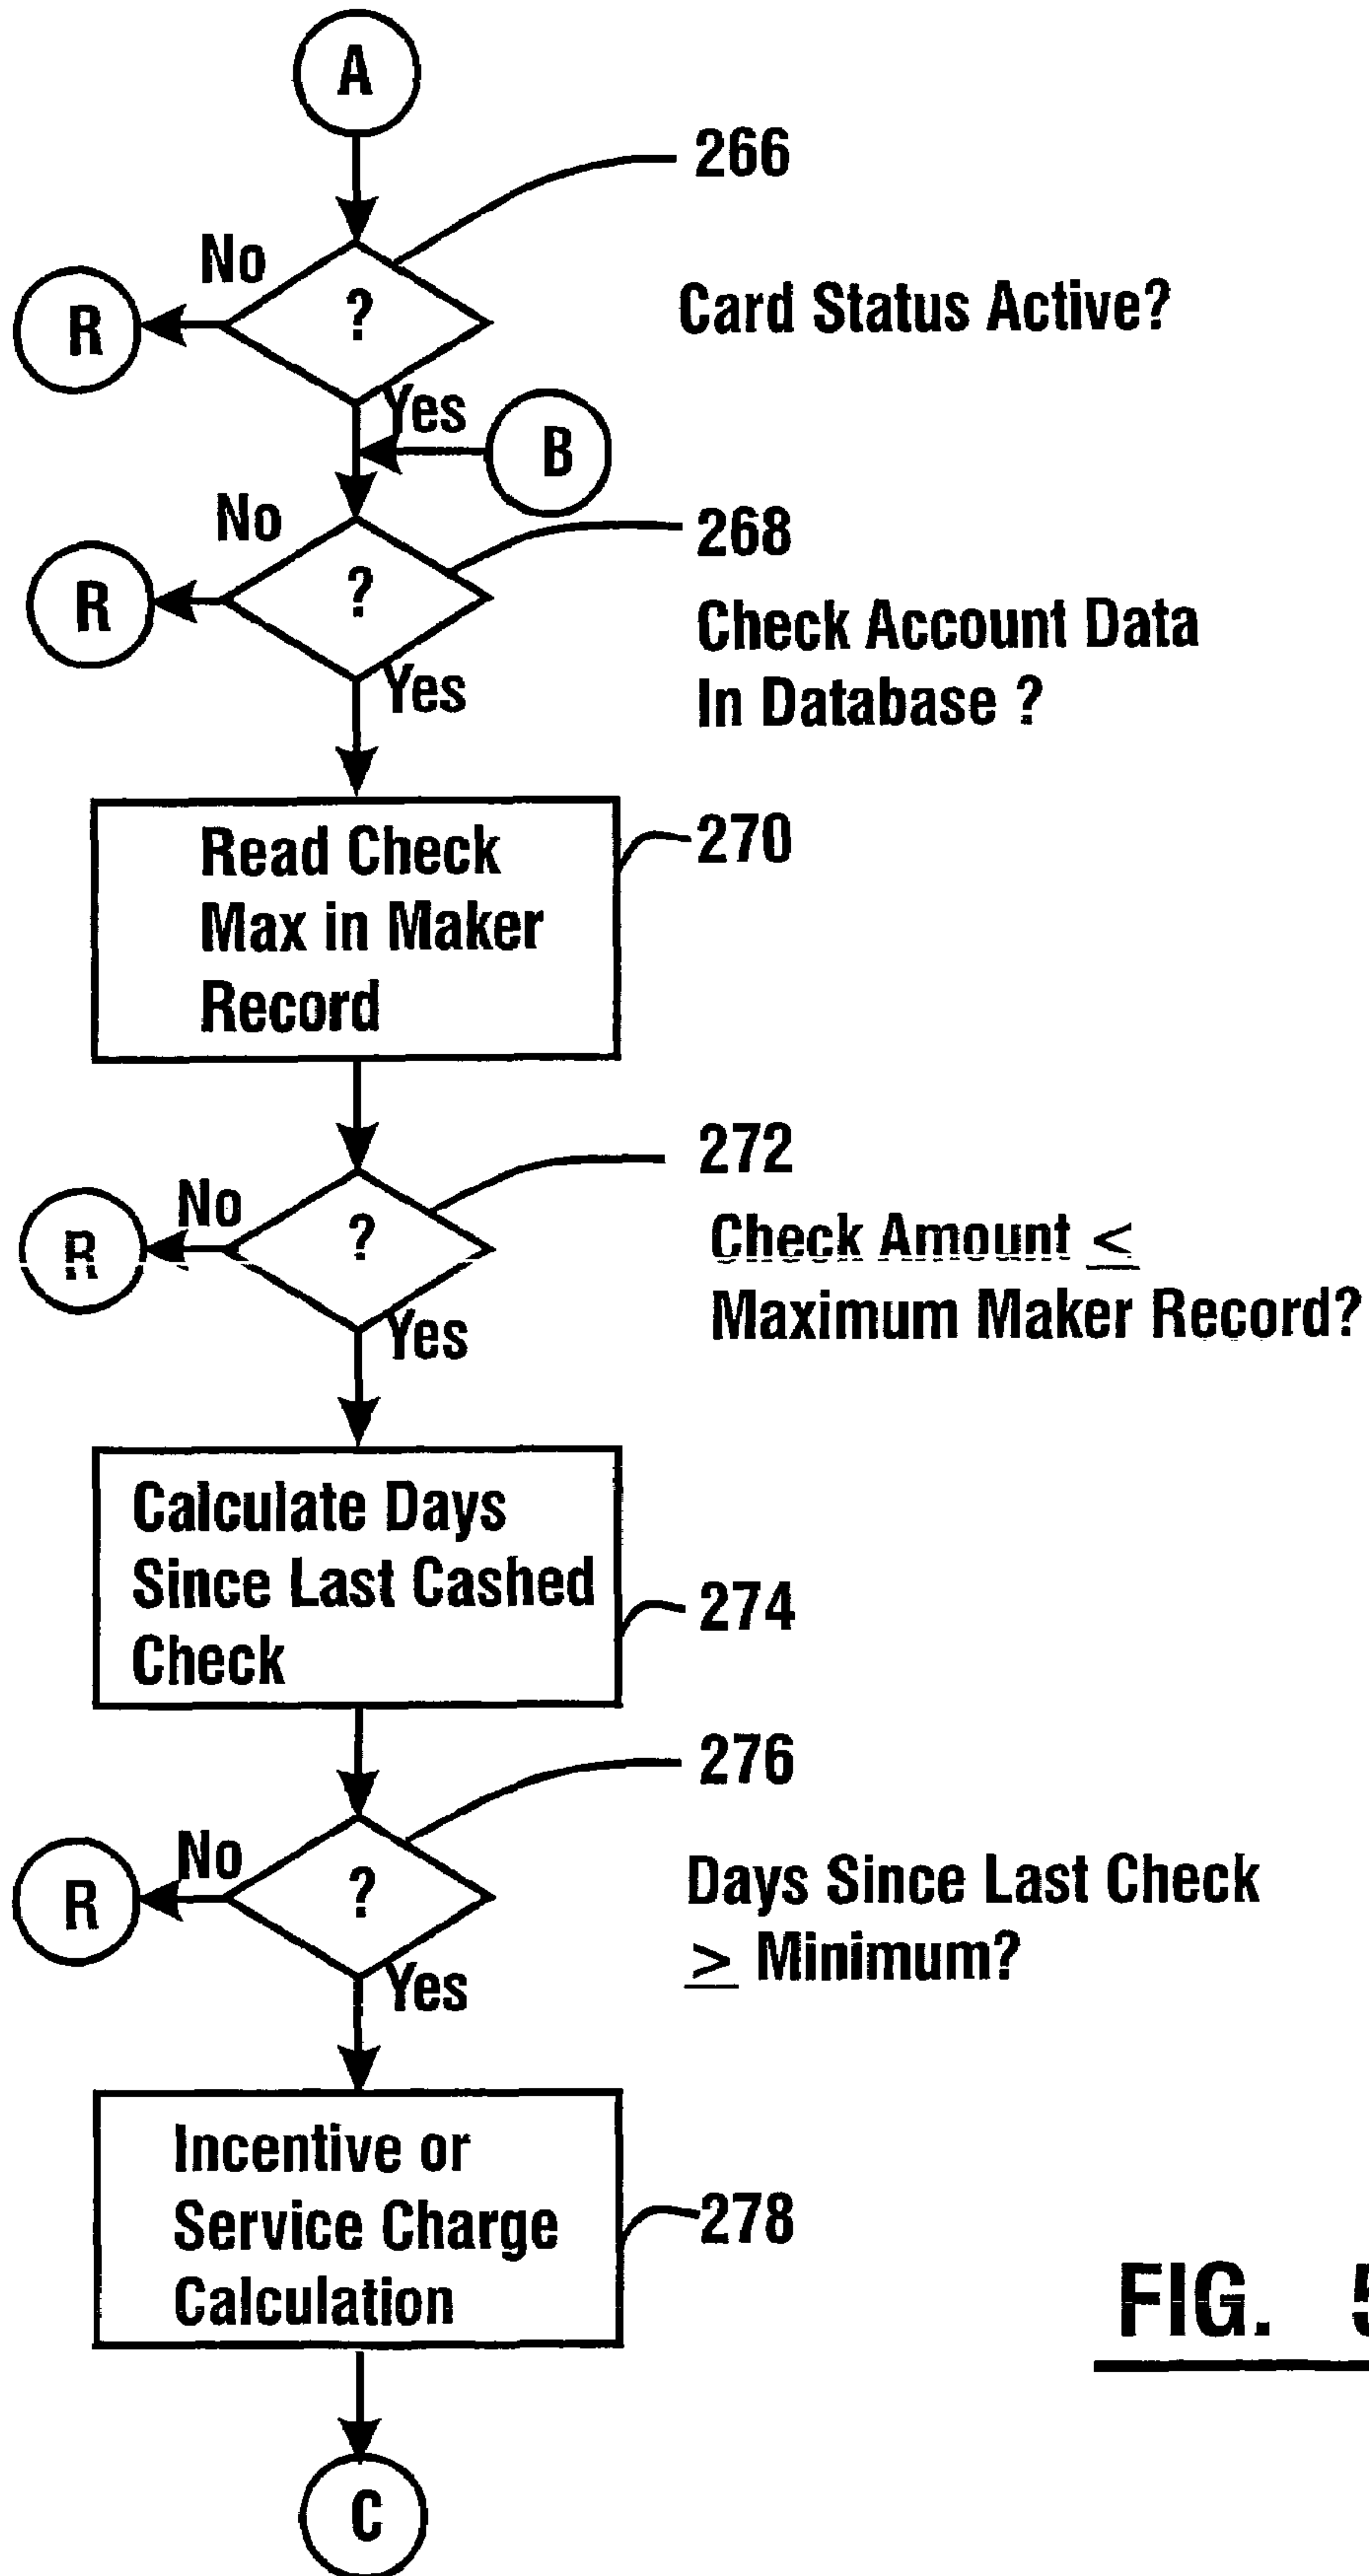 A
266
No
?
R
Card Status Active?
Yes
B
No
268
?
R
Check Account Data
In Database ?
Yes
Read Check
Max in Maker
Record
270
272
No
?
R
Check Amount ≤
Maximum Maker Record?
Yes
Calculate Days
Since Last Cashed
Check
274
276
No
?
R
Days Since Last Check
≥ Minimum?
Yes
Incentive or
Service Charge
Calculation
278
FIG. 5
C